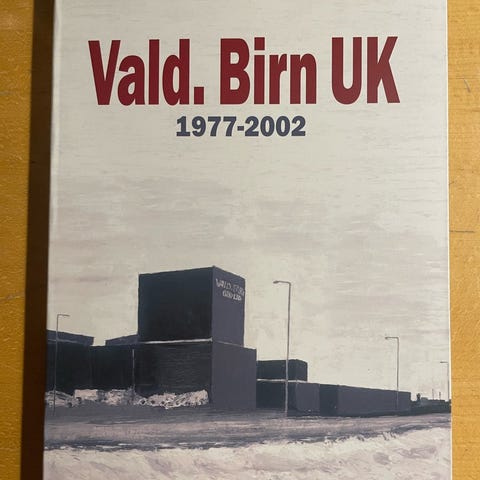 Vald. Birn UK
1977-2002
VALD. BIRN